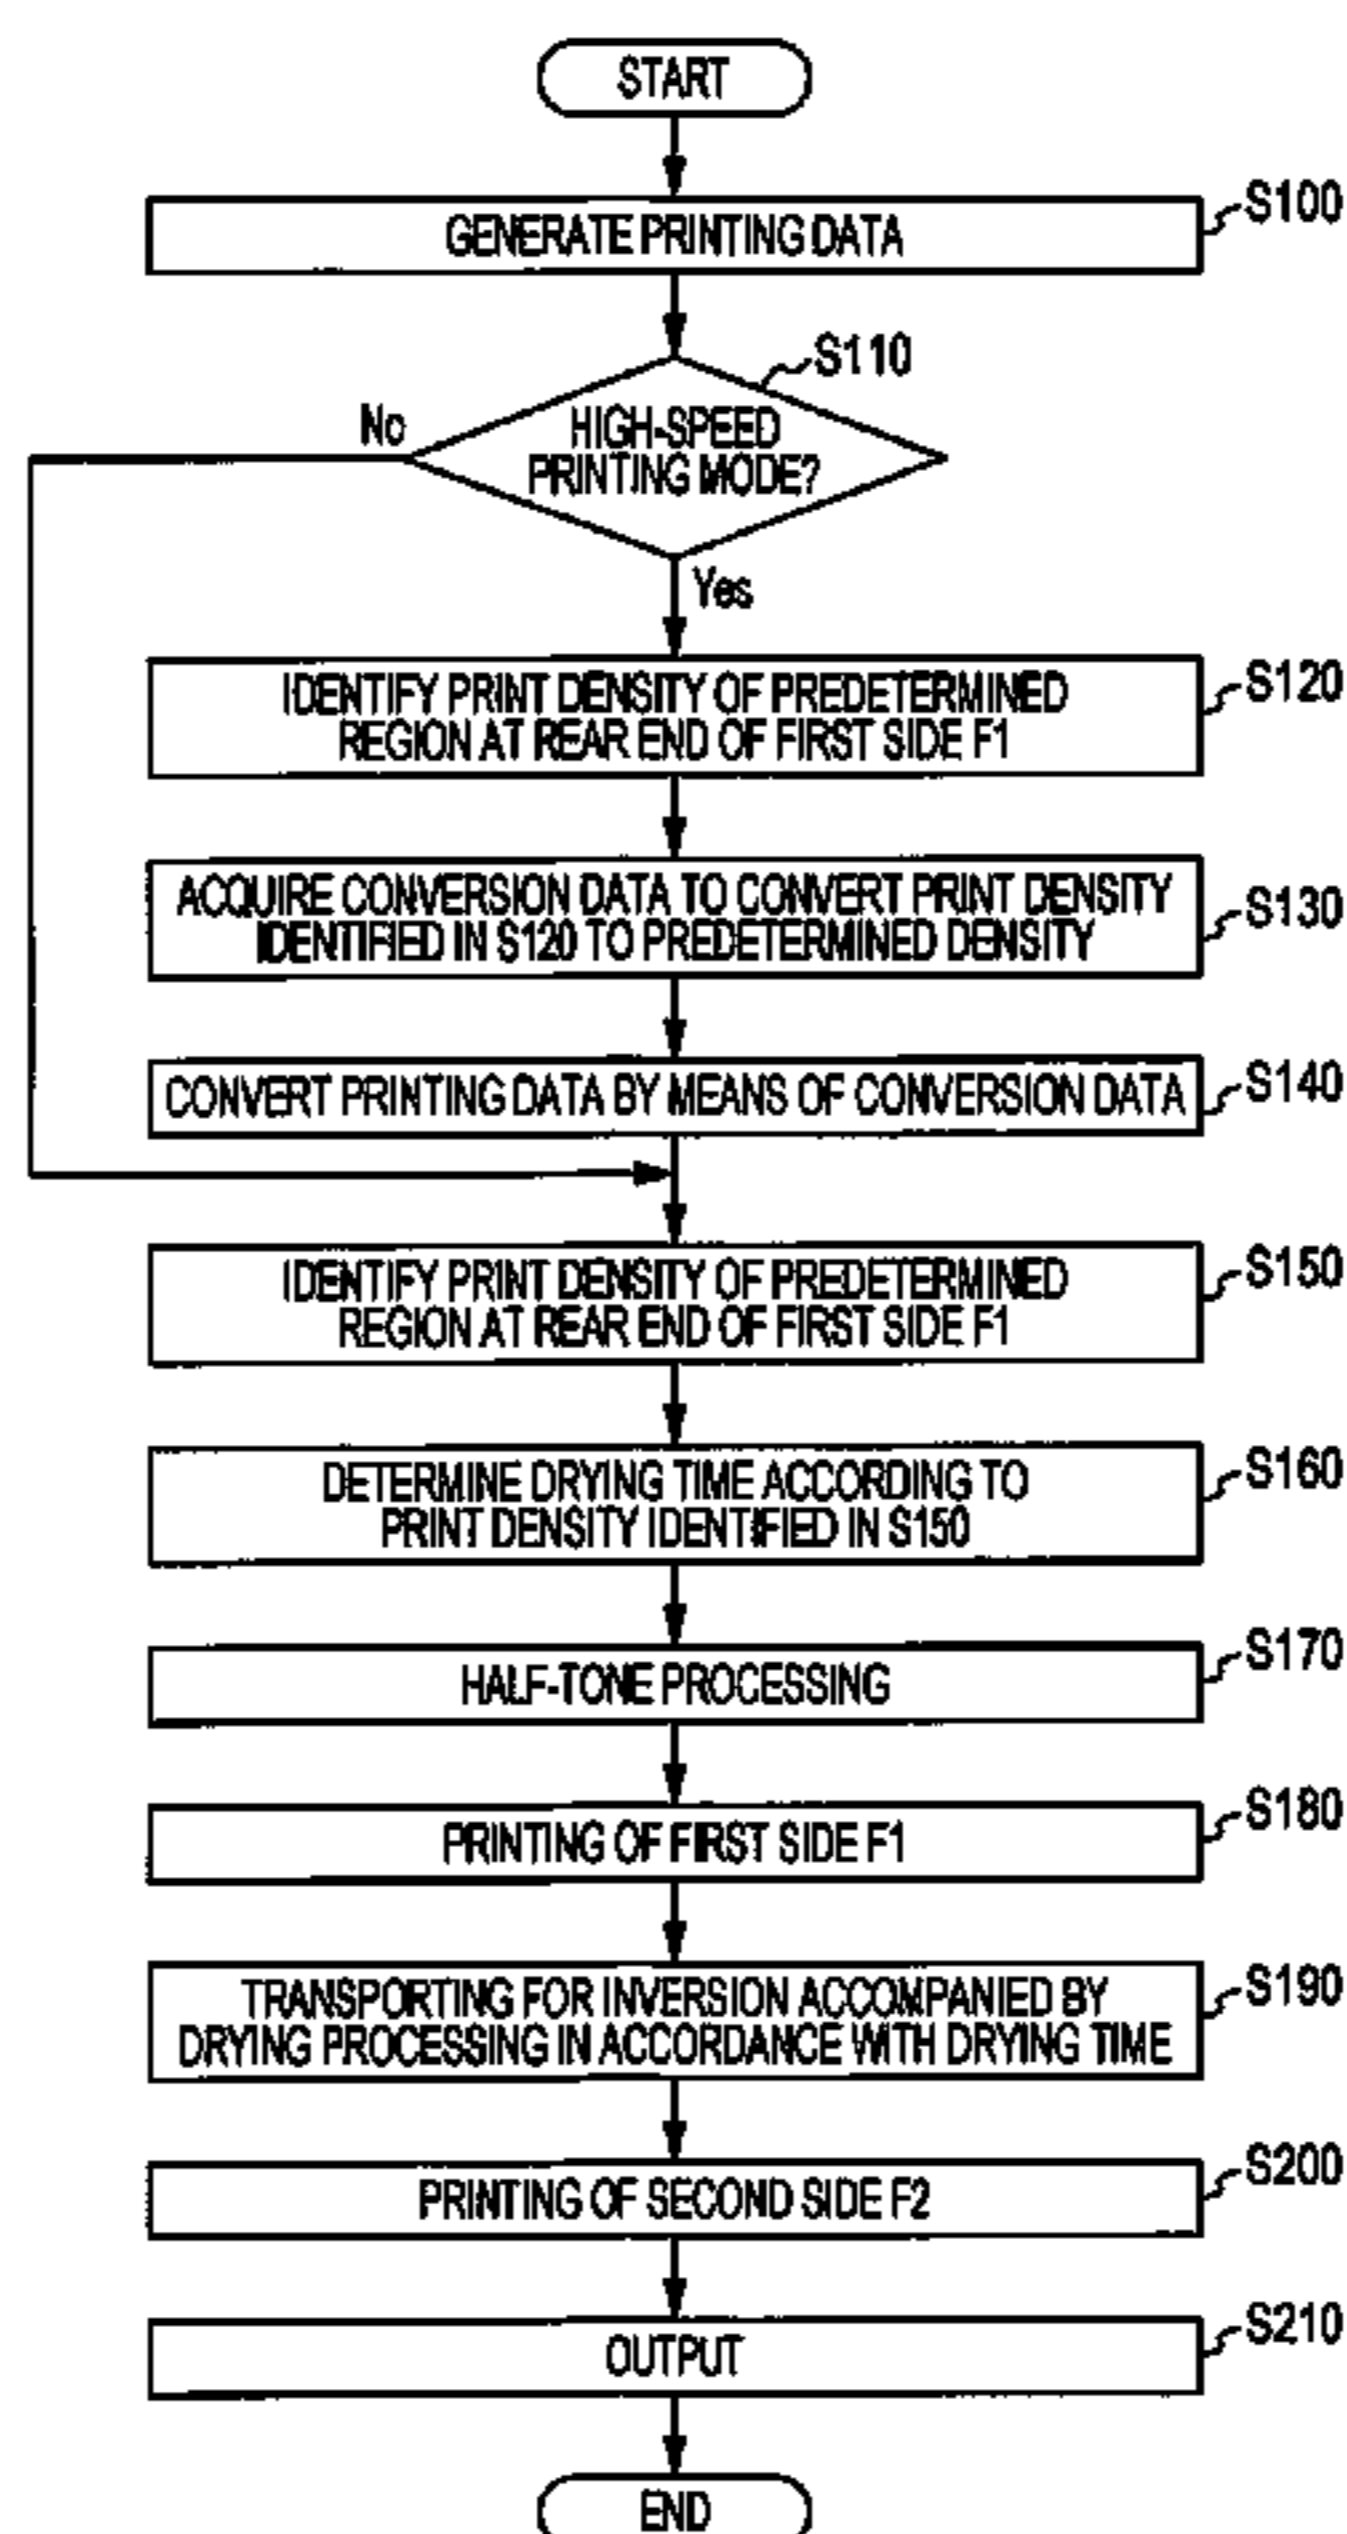 START
GENERATE PRINTING DATA
S100
S110
HIGH-SPEED
PRINTING MODE?
No
Yes
IDENTIFY PRINT DENSITY OF PREDETERMINED
REGION AT REAR END OF FIRST SIDE F1
S120
ACQUIRE CONVERSION DATA TO CONVERT PRINT DENSITY
IDENTIFIED IN S120 TO PREDETERMINED DENSITY
S130
CONVERT PRINTING DATA BY MEANS OF CONVERSION DATA
S140
IDENTIFY PRINT DENSITY OF PREDETERMINED
REGION AT REAR END OF FIRST SIDE F1
S150
DETERMINE DRYING TIME ACCORDING TO
PRINT DENSITY IDENTIFIED IN S150
S160
HALF-TONE PROCESSING
S170
PRINTING OF FIRST SIDE F1
S180
TRANSPORTING FOR INVERSION ACCOMPANIED BY
DRYING PROCESSING IN ACCORDANCE WITH DRYING TIME
S190
PRINTING OF SECOND SIDE F2
S200
OUTPUT
S210
END